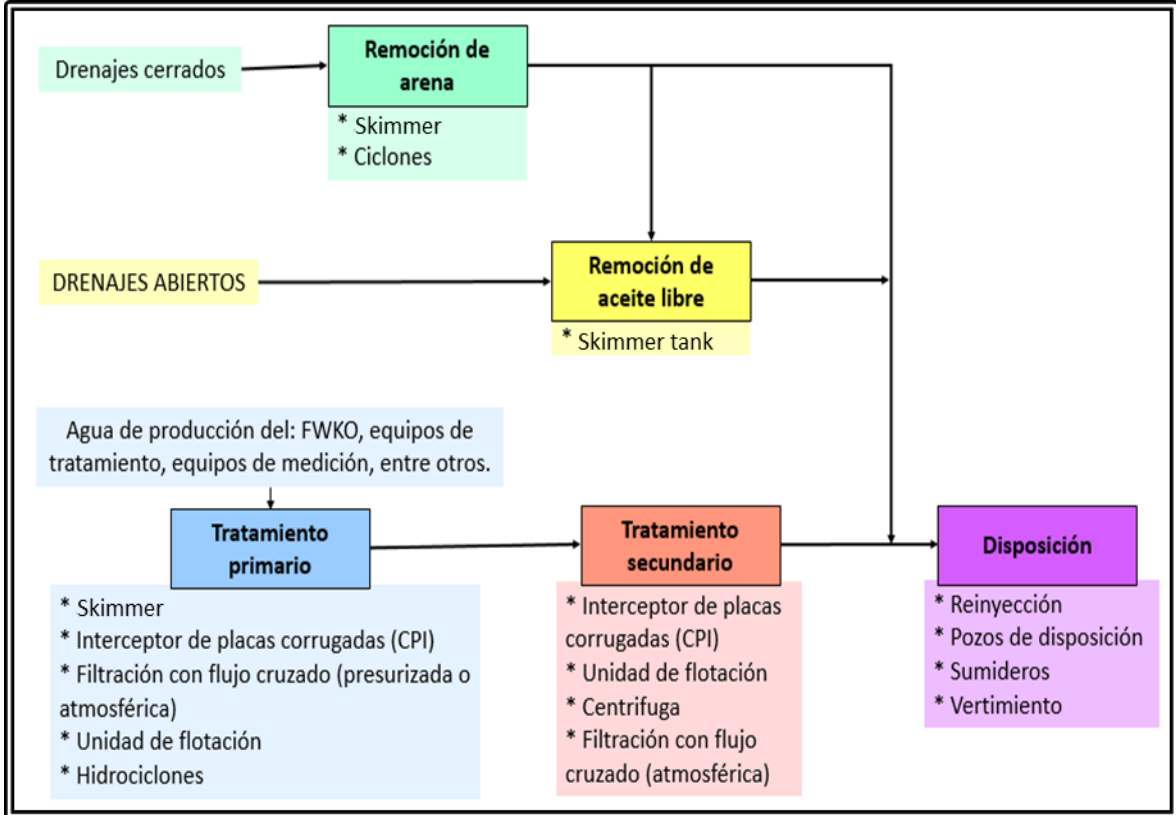 Drenajes cerrados
Remoción de
arena
* Skimmer
* Ciclones
DRENAJES ABIERTOS
Remoción de
aceite libre
* Skimmer tank
Agua de producción del: FWKO, equipos de
tratamiento, equipos de medición, entre otros.
Tratamiento
primario
* Skimmer
* Interceptor de placas corrugadas (CPI)
* Filtración con flujo cruzado (presurizada o
atmosférica)
* Unidad de flotación
* Hidrociclones
Tratamiento
secundario
* Interceptor de placas
corrugadas (CPI)
* Unidad de flotación
* Centrifuga
* Filtración con flujo
cruzado (atmosférica)
Disposición
* Reinyección
* Pozos de disposición
* Sumideros
* Vertimiento